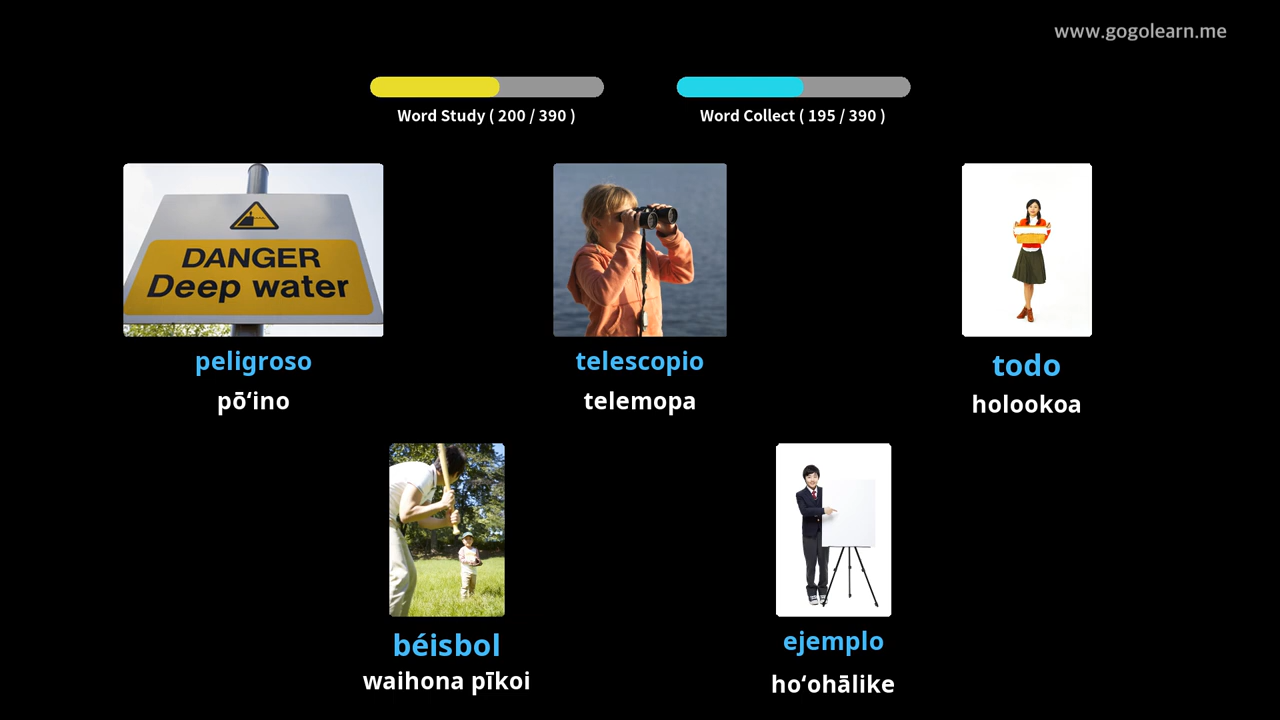 www.gogolearn.me
Word Study ( 200 / 390 )
Word Collect ( 195 / 390 )
DANGER
Deep water
peligroso
pōʻino
telescopio
telemopa
todo
holookoa
béisbol
waihona pīkoi
ejemplo
hoʻohālike